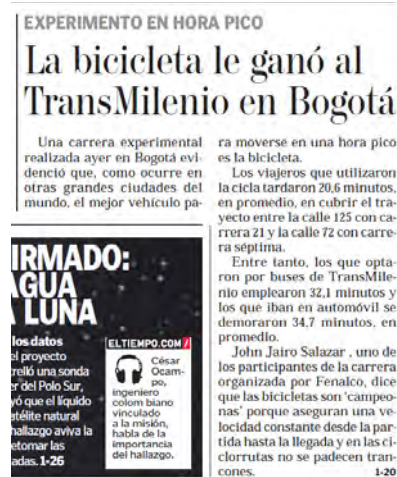 EXPERIMENTO EN HORA PICO
La bicicleta le ganó al
TransMilenio en Bogotá
Una carrera experimental
realizada ayer en Bogotá evi-
denció que, como ocurre en
otras grandes ciudades del
mundo, el mejor vehículo pa-
ra moverse en una hora pico
es la bicicleta.
Los viajeros que utilizaron
la cicla tardaron 20,6 minutos,
en promedio, en cubrir el tra-
yecto entre la calle 125 con ca-
rrera 21 y la calle 72 con carre-
ra séptima.
Entre tanto, los que opta-
ron por buses de TransMile-
nio emplearon 32,1 minutos y
los que iban en automóvil se
demoraron 34,7 minutos, en
promedio.
John Jairo Salazar , uno de
los participantes de la carrera
organizada por Fenalco, dice
que las bicicletas son 'campeo-
nas' porque aseguran una ve-
locidad constante desde la par-
tida hasta la llegada y en las ci-
clorrutas no se padecen tran-
cones. 1-20
IRMADO:
AGUA
LUNA
los datos
el proyecto
trelló una sonda
er del Polo Sur,
yó que el líquido
atélite natural
hallazgo aviva la
etomar las
adas. 1-26
ELTIEMPO.COM
César
Ocam-
po,
ingeniero
colom biano
vinculado
a la misión,
habla de la
importancia
del hallazgo.